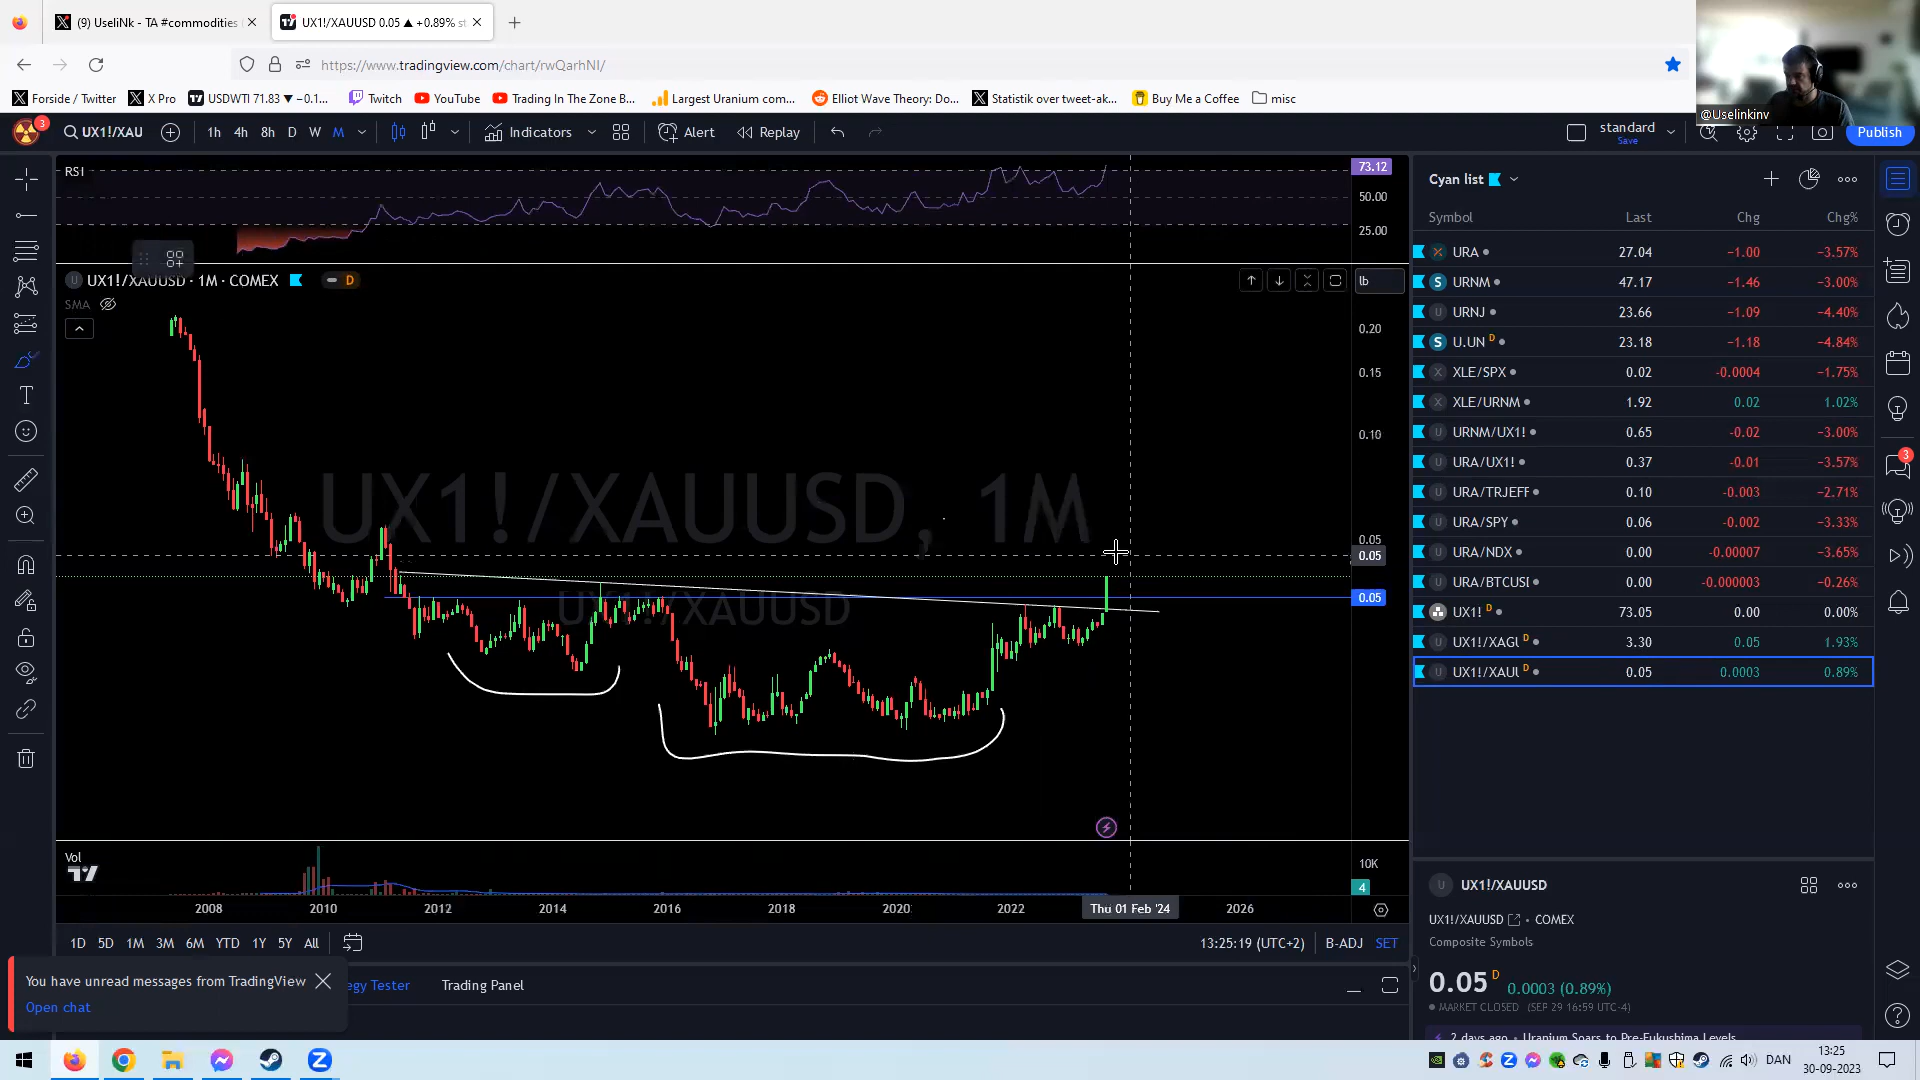 (9) UseliNk - TA #commodities
UX1!/XAUUSD 0.05 ▲ +0.89% st
https://www.tradingview.com/chart/rwQarhNI/
Forside / Twitter
X Pro
USDWTI 71.83 ▼ −0.1...
Twitch
YouTube
Trading In The Zone B...
Largest Uranium com...
Elliot Wave Theory: Do...
Statistik over tweet-ak...
Buy Me a Coffee
misc
@Uselinkinv
3
UX1!/XAU
1h
4h
8h
D
W
M
Indicators
Alert
Replay
standard
Save
Publish
RSI
73.12
50.00
25.00
UX1!/XAUUSD · 1M · COMEX
D
SMA
lb
0.20
0.15
0.10
0.05
0.05
0.05
UX1!/XAUUSD, 1M
UX1!/XAUUSD
Vol
10K
4
2008
2010
2012
2014
2016
2018
2020
2022
Thu 01 Feb '24
2026
1D
5D
1M
3M
6M
YTD
1Y
5Y
All
13:25:19 (UTC+2)
B-ADJ
SET
You have unread messages from TradingView
Open chat
egy Tester
Trading Panel
Cyan list
Symbol Last Chg Chg%
URA 27.04 −1.00 −3.57%
URNM 47.17 −1.46 −3.00%
URNJ 23.66 −1.09 −4.40%
U.UN D 23.18 −1.18 −4.84%
XLE/SPX 0.02 -0.0004 −1.75%
XLE/URNM 1.92 0.02 1.02%
URNM/UX1! 0.65 -0.02 −3.00%
URA/UX1! 0.37 -0.01 −3.57%
URA/TRJEFF 0.10 -0.003 −2.71%
URA/SPY 0.06 -0.002 −3.33%
URA/NDX 0.00 -0.00007 −3.65%
URA/BTCUSD 0.00 -0.000003 −0.26%
UX1! D 73.05 0.00 0.00%
UX1!/XAGU D 3.30 0.05 1.93%
UX1!/XAUU D 0.05 0.0003 0.89%
3
UX1!/XAUUSD
UX1!/XAUUSD • COMEX
Composite Symbols
0.05 D 0.0003 (0.89%)
MARKET CLOSED (SEP 29 16:59 UTC-4)
2 days ago • Uranium Soars to Pre-Fukushima Levels
DAN
13:25
30-09-2023